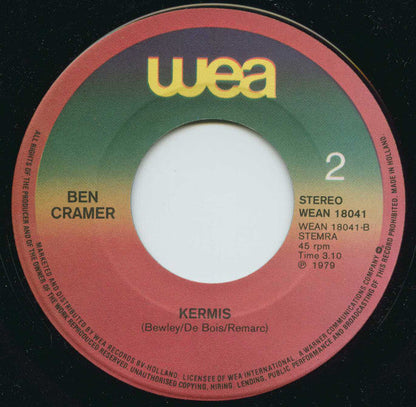 wea
2
BEN
CRAMER
STEREO
WEAN 18041
WEAN 18041-B
STEMRA
45 rpm
Time 3.10
℗ 1979
KERMIS
(Bewley/De Bois/Remarc)
ALL RIGHTS OF THE PRODUCER AND OF THE OWNER OF THE WORK REPRODUCED RESERVED. UNAUTHORISED COPYING, HIRING, LENDING, PUBLIC PERFORMANCE AND BROADCASTING OF THIS RECORD PROHIBITED. MADE IN HOLLAND.
MARKETED AND DISTRIBUTED BY WEA RECORDS BV-HOLLAND: LICENSEE OF WEA INTERNATIONAL. A WARNER COMMUNICATIONS COMPANY